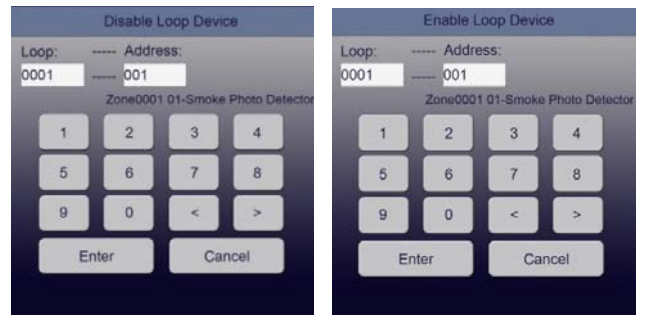 Disable Loop Device
Loop: ----- Address:
0001 ----- 001
Zone0001 01-Smoke Photo Detector
1 2 3 4
5 6 7 8
9 0 < >
Enter Cancel
Enable Loop Device
Loop: ----- Address:
0001 ----- 001
Zone0001 01-Smoke Photo Detector
1 2 3 4
5 6 7 8
9 0 < >
Enter Cancel